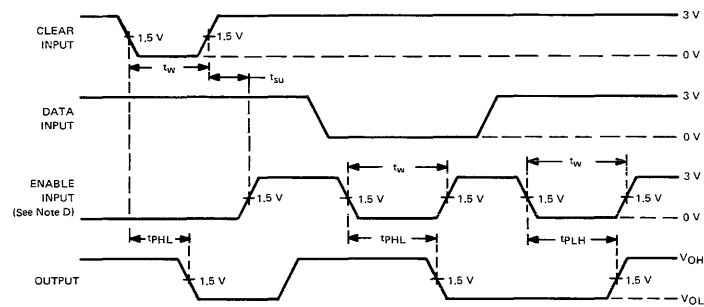 CLEAR INPUT
1.5 V 1.5 V
3 V
0 V
tw
tsu
DATA INPUT
3 V
0 V
ENABLE INPUT
(See Note D)
1.5 V 1.5 V 1.5 V 1.5 V 1.5 V
tw tw
3 V
0 V
tPHL tPHL tPLH
OUTPUT
1.5 V 1.5 V 1.5 V
VOH
VOL